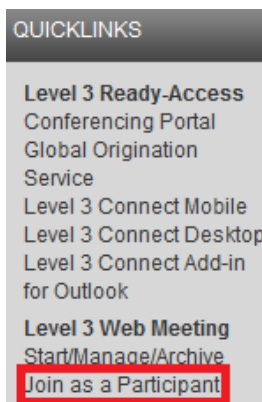 QUICKLINKS
Level 3 Ready-Access
Conferencing Portal
Global Origination
Service
Level 3 Connect Mobile
Level 3 Connect Desktop
Level 3 Connect Add-in
for Outlook
Level 3 Web Meeting
Start/Manage/Archive
Join as a Participant